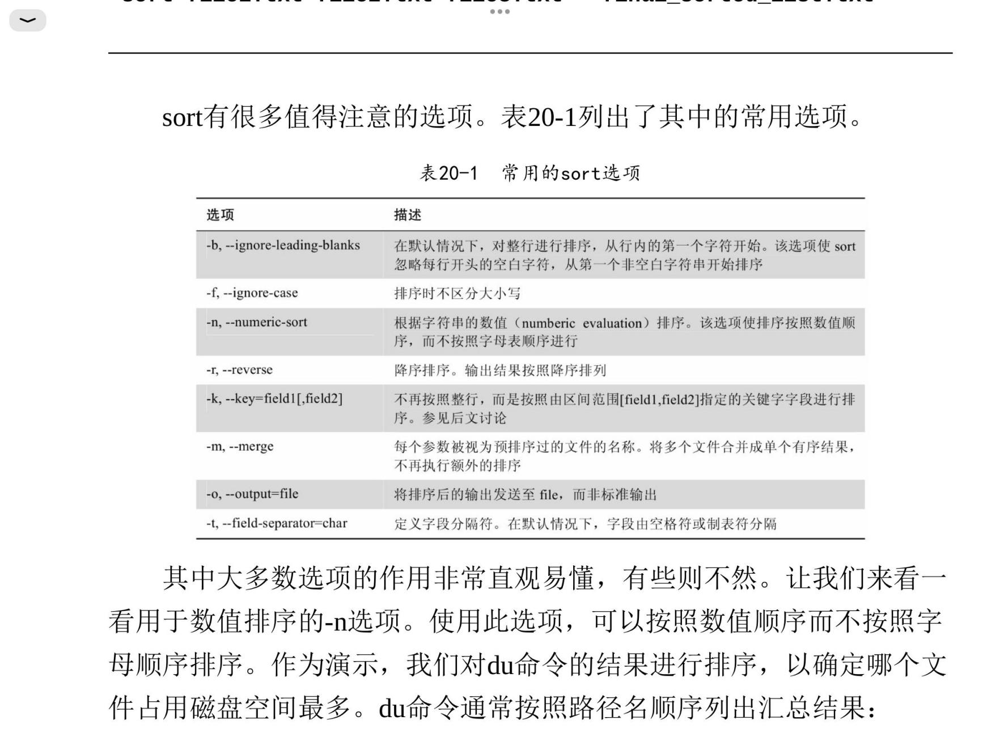 sort有很多值得注意的选项。表20-1列出了其中的常用选项。
表20-1 常用的sort选项
选项 描述
-b, --ignore-leading-blanks 在默认情况下，对整行进行排序，从行内的第一个字符开始。该选项使 sort
忽略每行开头的空白字符，从第一个非空白字符串开始排序
-f, --ignore-case 排序时不区分大小写
-n, --numeric-sort 根据字符串的数值（numberic evaluation）排序。该选项使排序按照数值顺
序，而不按照字母表顺序进行
-r, --reverse 降序排序。输出结果按照降序排列
-k, --key=field1[,field2] 不再按照整行，而是按照由区间范围[field1,field2]指定的关键字字段进行排
序。参见后文讨论
-m, --merge 每个参数被视为预排序过的文件的名称。将多个文件合并成单个有序结果，
不再执行额外的排序
-o, --output=file 将排序后的输出发送至 file，而非标准输出
-t, --field-separator=char 定义字段分隔符。在默认情况下，字段由空格符或制表符分隔
其中大多数选项的作用非常直观易懂，有些则不然。让我们来看一
看用于数值排序的-n选项。使用此选项，可以按照数值顺序而不按照字
母顺序排序。作为演示，我们对du命令的结果进行排序，以确定哪个文
件占用磁盘空间最多。du命令通常按照路径名顺序列出汇总结果：